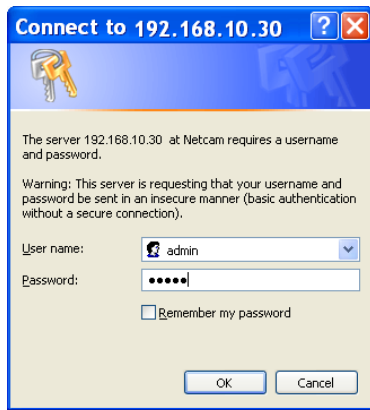 Connect to 192.168.10.30
The server 192.168.10.30 at Netcam requires a username
and password.
Warning: This server is requesting that your username and
password be sent in an insecure manner (basic authentication
without a secure connection).
User name:
admin
Password:
●●●●●
Remember my password
OK
Cancel